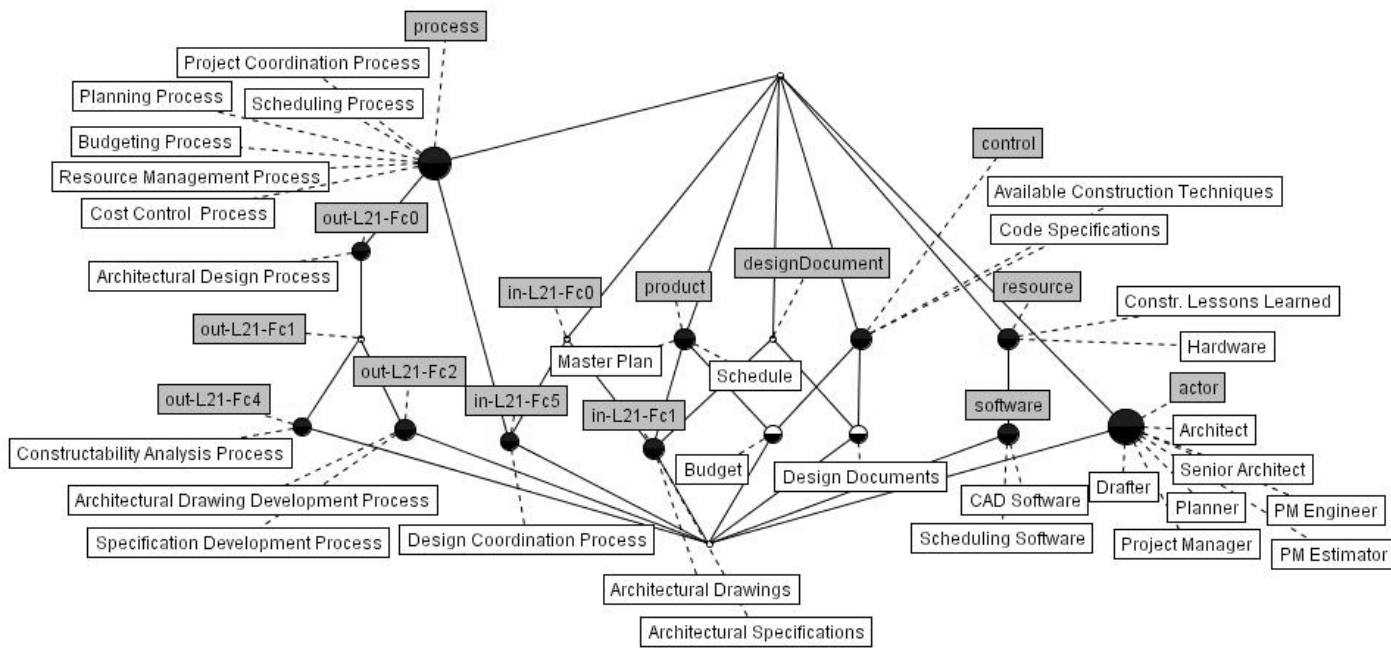 process
Project Coordination Process
Planning Process
Scheduling Process
Budgeting Process
control
Resource Management Process
Available Construction Techniques
Cost Control  Process
out-L21-Fc0
Code Specifications
designDocument
Architectural Design Process
in-L21-Fc0
product
resource
Constr. Lessons Learned
out-L21-Fc1
Hardware
Master Plan
out-L21-Fc2
Schedule
actor
out-L21-Fc4
in-L21-Fc5
in-L21-Fc1
software
Architect
Constructability Analysis Process
Budget
Design Documents
Senior Architect
Drafter
Architectural Drawing Development Process
CAD Software
Planner
PM Engineer
Specification Development Process
Design Coordination Process
Scheduling Software
Project Manager
PM Estimator
Architectural Drawings
Architectural Specifications